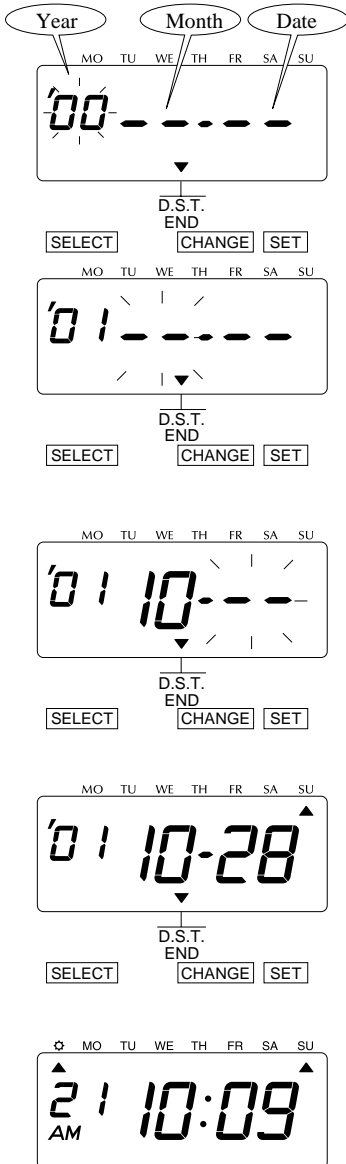 Year Month Date
MO TU WE TH FR SA SU
'00 -- - --
D.S.T.
END
SELECT CHANGE SET
MO TU WE TH FR SA SU
'01 -- - --
D.S.T.
END
SELECT CHANGE SET
MO TU WE TH FR SA SU
'01 10 - --
D.S.T.
END
SELECT CHANGE SET
MO TU WE TH FR SA SU
'01 10-28
D.S.T.
END
SELECT CHANGE SET
MO TU WE TH FR SA SU
21 10:09
AM